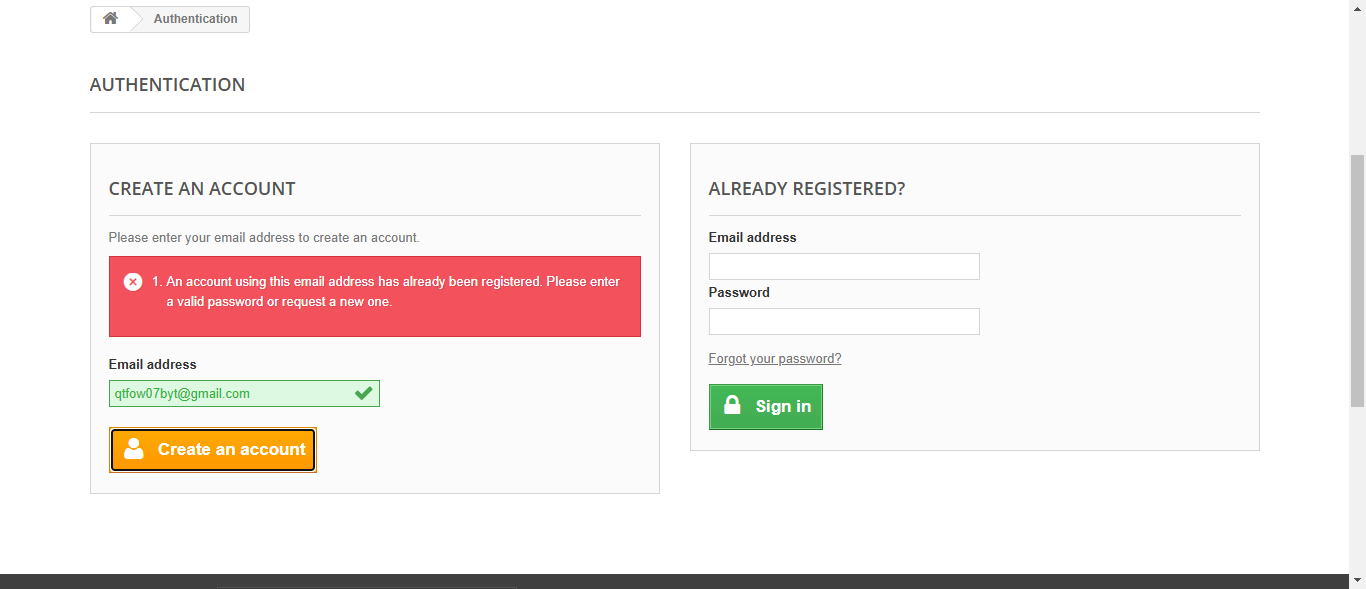 Authentication
AUTHENTICATION
CREATE AN ACCOUNT
Please enter your email address to create an account.
1. An account using this email address has already been registered. Please enter
a valid password or request a new one.
Email address
qtfow07byt@gmail.com
Create an account
ALREADY REGISTERED?
Email address
Password
Forgot your password?
Sign in